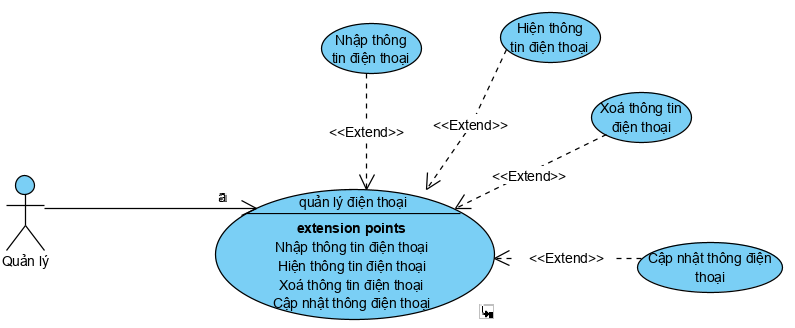 Nhập thông
tin điện thoại
Hiện thông
tin điện thoại
Xoá thông tin
điện thoại
<<Extend>>
<<Extend>>
<<Extend>>
<<Extend>>
Quản lý
quản lý điện thoại
extension points
Nhập thông tin điện thoại
Hiện thông tin điện thoại
Xoá thông tin điện thoại
Cập nhật thông điện thoại
Cập nhật thông điện
thoại